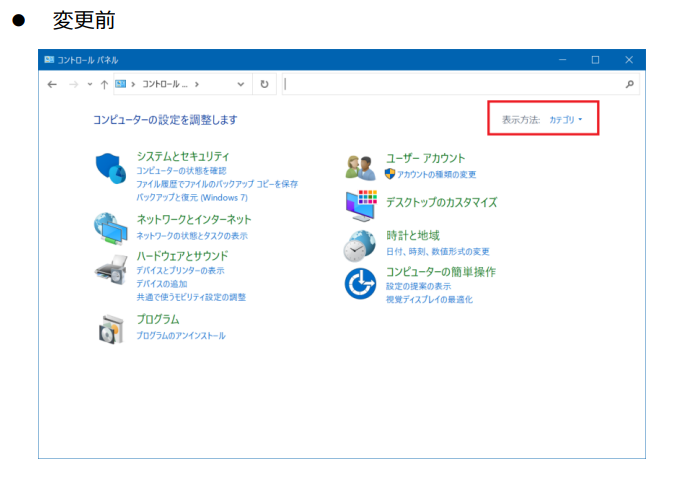 ● 変更前
コントロール パネル
コントロール ...
コンピューターの設定を調整します
表示方法: カテゴリ
システムとセキュリティ
コンピューターの状態を確認
ファイル履歴でファイルのバックアップ コピーを保存
バックアップと復元 (Windows 7)
ネットワークとインターネット
ネットワークの状態とタスクの表示
ハードウェアとサウンド
デバイスとプリンターの表示
デバイスの追加
共通で使うモビリティ設定の調整
プログラム
プログラムのアンインストール
ユーザー アカウント
アカウントの種類の変更
デスクトップのカスタマイズ
時計と地域
日付、時刻、数値形式の変更
コンピューターの簡単操作
設定の提案の表示
視覚ディスプレイの最適化